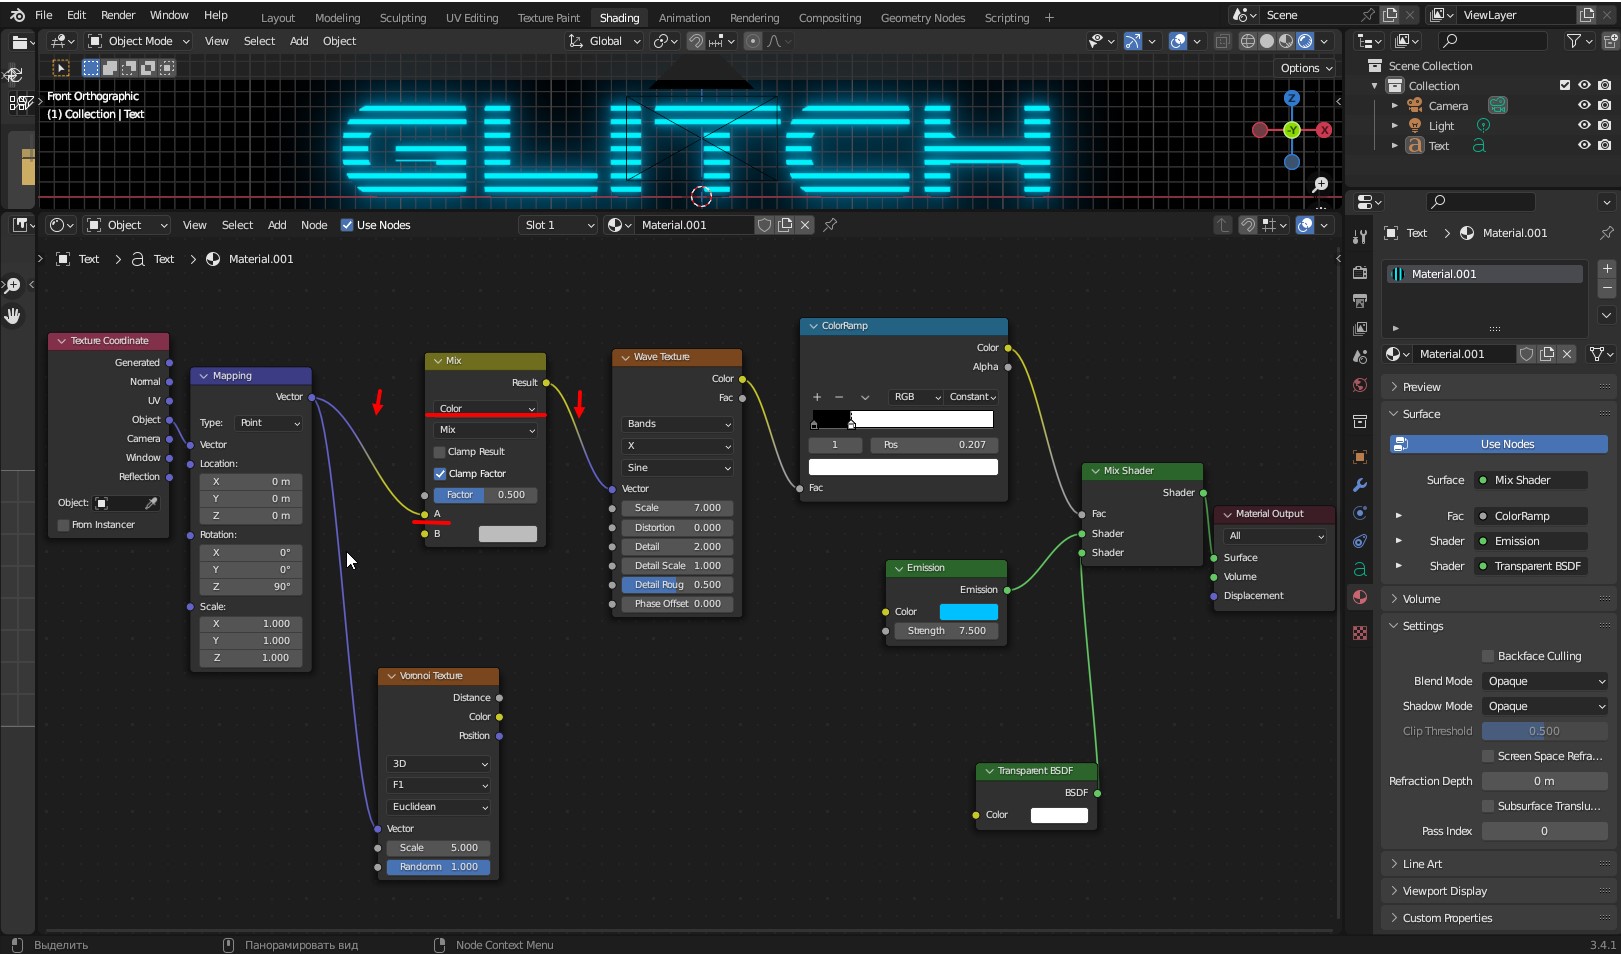 File Edit Render Window Help
Layout Modeling Sculpting UV Editing Texture Paint Shading Animation Rendering Compositing Geometry Nodes Scripting +
Scene
ViewLayer
Object Mode View Select Add Object
Global
Options
Front Orthographic
(1) Collection | Text
GLITCH
Z
-Y
X
Scene Collection
Collection
Camera
Light
Text
Object View Select Add Node Use Nodes
Slot 1
Material.001
Text > Text > Material.001
Texture Coordinate
Generated
Normal
UV
Object
Camera
Window
Reflection
Object:
From Instancer
Mapping
Vector
Type: Point
Vector
Location:
X 0 m
Y 0 m
Z 0 m
Rotation:
X 0°
Y 0°
Z 90°
Scale:
X 1.000
Y 1.000
Z 1.000
Mix
Result
Color
Mix
Clamp Result
Clamp Factor
Factor 0.500
A
B
Wave Texture
Color
Fac
Bands
X
Sine
Vector
Scale 7.000
Distortion 0.000
Detail 2.000
Detail Scale 1.000
Detail Roug 0.500
Phase Offset 0.000
ColorRamp
Color
Alpha
+ − RGB Constant
1 Pos 0.207
Fac
Voronoi Texture
Distance
Color
Position
3D
F1
Euclidean
Vector
Scale 5.000
Randomn 1.000
Emission
Emission
Color
Strength 7.500
Mix Shader
Shader
Fac
Shader
Shader
Transparent BSDF
BSDF
Color
Material Output
All
Surface
Volume
Displacement
Text > Material.001
Material.001
Material.001
Preview
Surface
Use Nodes
Surface Mix Shader
Fac ColorRamp
Shader Emission
Shader Transparent BSDF
Volume
Settings
Backface Culling
Blend Mode Opaque
Shadow Mode Opaque
Clip Threshold 0.500
Screen Space Refra...
Refraction Depth 0 m
Subsurface Translu...
Pass Index 0
Line Art
Viewport Display
Custom Properties
Выделить
Панорамировать вид
Node Context Menu
3.4.1